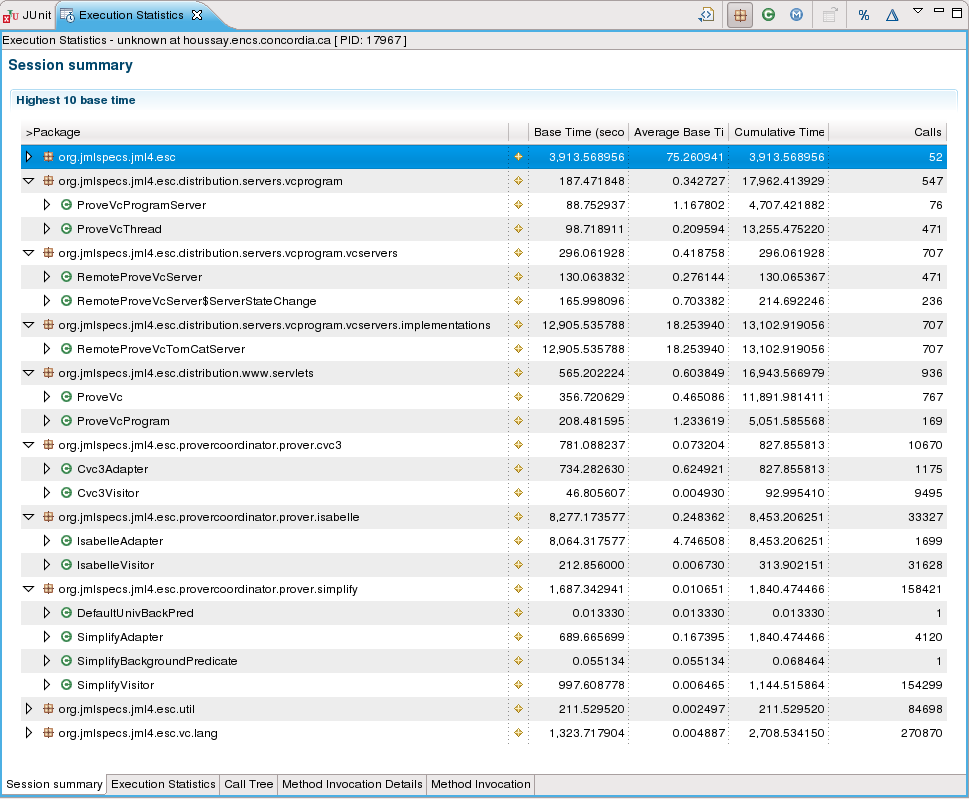 JUnit Execution Statistics
Execution Statistics - unknown at houssay.encs.concordia.ca [ PID: 17967 ]
Session summary
Highest 10 base time
>Package Base Time (seco Average Base Ti Cumulative Time Calls
org.jmlspecs.jml4.esc 3,913.568956 75.260941 3,913.568956 52
org.jmlspecs.jml4.esc.distribution.servers.vcprogram 187.471848 0.342727 17,962.413929 547
ProveVcProgramServer 88.752937 1.167802 4,707.421882 76
ProveVcThread 98.718911 0.209594 13,255.475220 471
org.jmlspecs.jml4.esc.distribution.servers.vcprogram.vcservers 296.061928 0.418758 296.061928 707
RemoteProveVcServer 130.063832 0.276144 130.065367 471
RemoteProveVcServer$ServerStateChange 165.998096 0.703382 214.692246 236
org.jmlspecs.jml4.esc.distribution.servers.vcprogram.vcservers.implementations 12,905.535788 18.253940 13,102.919056 707
RemoteProveVcTomCatServer 12,905.535788 18.253940 13,102.919056 707
org.jmlspecs.jml4.esc.distribution.www.servlets 565.202224 0.603849 16,943.566979 936
ProveVc 356.720629 0.465086 11,891.981411 767
ProveVcProgram 208.481595 1.233619 5,051.585568 169
org.jmlspecs.jml4.esc.provercoordinator.prover.cvc3 781.088237 0.073204 827.855813 10670
Cvc3Adapter 734.282630 0.624921 827.855813 1175
Cvc3Visitor 46.805607 0.004930 92.995410 9495
org.jmlspecs.jml4.esc.provercoordinator.prover.isabelle 8,277.173577 0.248362 8,453.206251 33327
IsabelleAdapter 8,064.317577 4.746508 8,453.206251 1699
IsabelleVisitor 212.856000 0.006730 313.902151 31628
org.jmlspecs.jml4.esc.provercoordinator.prover.simplify 1,687.342941 0.010651 1,840.474466 158421
DefaultUnivBackPred 0.013330 0.013330 0.013330 1
SimplifyAdapter 689.665699 0.167395 1,840.474466 4120
SimplifyBackgroundPredicate 0.055134 0.055134 0.068464 1
SimplifyVisitor 997.608778 0.006465 1,144.515864 154299
org.jmlspecs.jml4.esc.util 211.529520 0.002497 211.529520 84698
org.jmlspecs.jml4.esc.vc.lang 1,323.717904 0.004887 2,708.534150 270870
Session summary Execution Statistics Call Tree Method Invocation Details Method Invocation